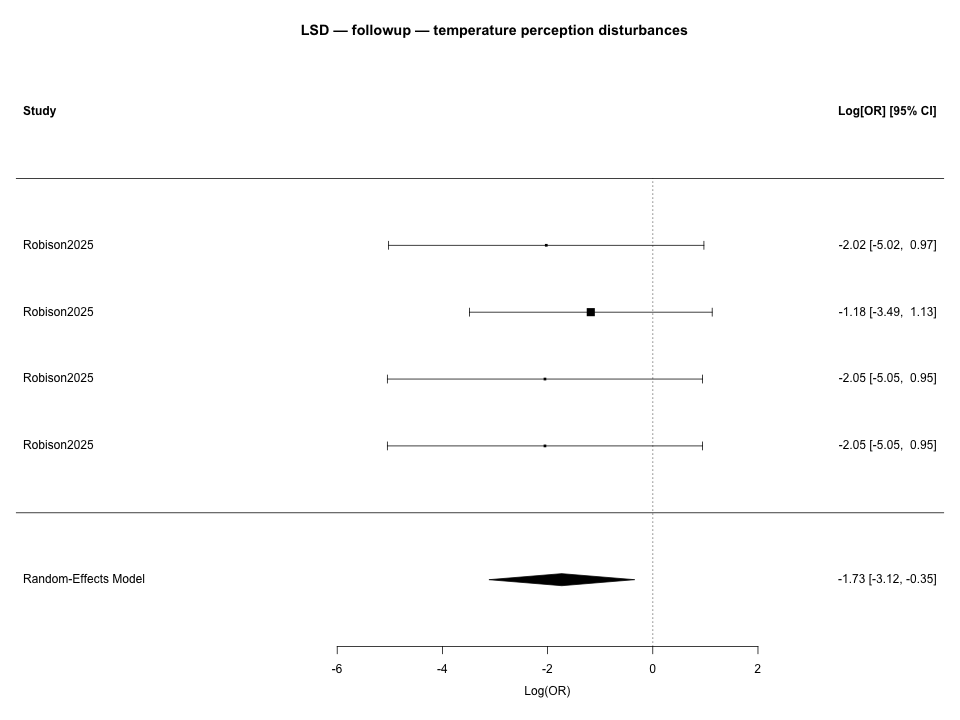 LSD — followup — temperature perception disturbances
Study Log[OR] [95% CI]
Robison2025 -2.02 [-5.02, 0.97]
Robison2025 -1.18 [-3.49, 1.13]
Robison2025 -2.05 [-5.05, 0.95]
Robison2025 -2.05 [-5.05, 0.95]
Random-Effects Model -1.73 [-3.12, -0.35]
-6 -4 -2 0 2
Log(OR)